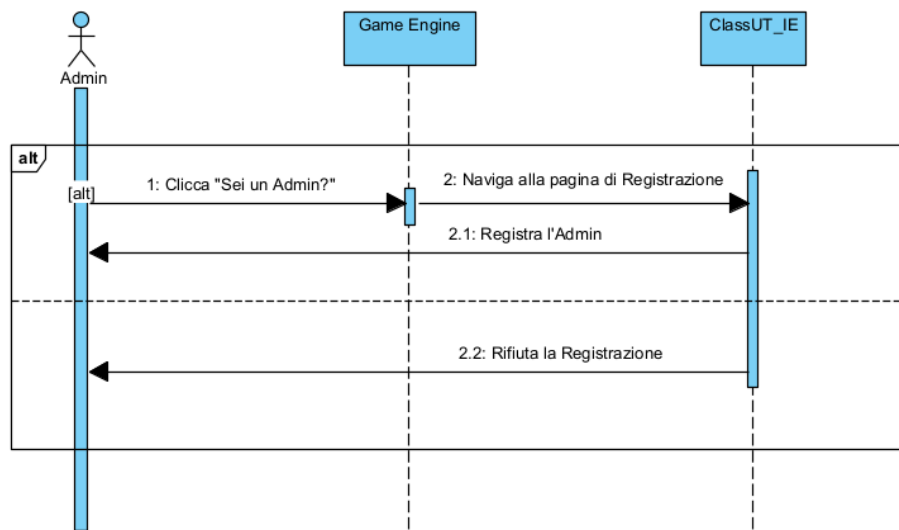 Game Engine
ClassUT_IE
Admin
alt
[alt]
1: Clicca "Sei un Admin?"
2: Naviga alla pagina di Registrazione
2.1: Registra l'Admin
2.2: Rifiuta la Registrazione